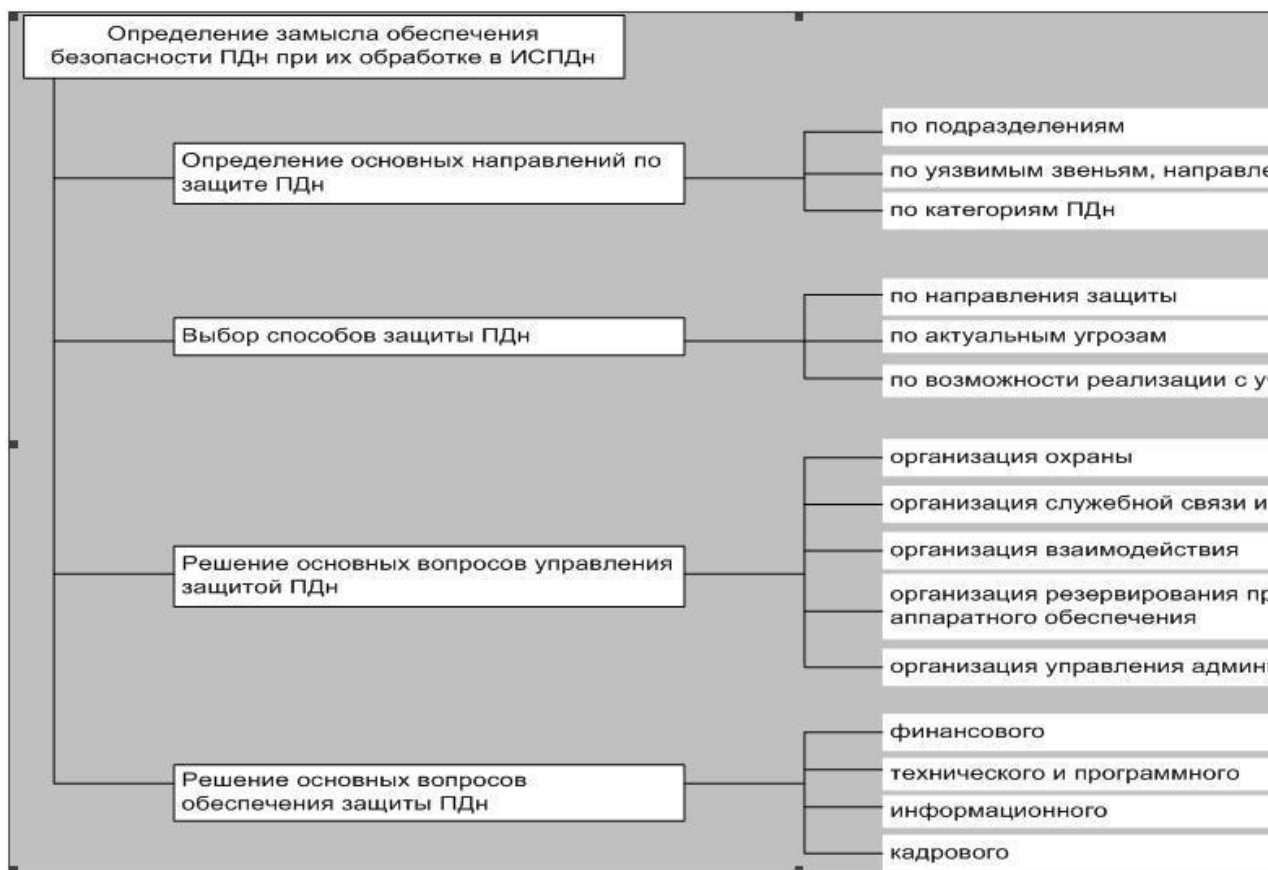 Определение замысла обеспечения
безопасности ПДн при их обработке в ИСПДн
Определение основных направлений по
защите ПДн
по подразделениям
по уязвимым звеньям,
по категориям ПДн
Выбор способов защиты ПДн
по направления защиты
по актуальным угрозам
по возможности реализации с
Решение основных вопросов управления
защитой ПДн
организация охраны
организация служебной связи и
организация взаимодействия
организация резервирования
аппаратного обеспечения
организация управления
Решение основных вопросов
обеспечения защиты ПДн
финансового
технического и программного
информационного
кадрового